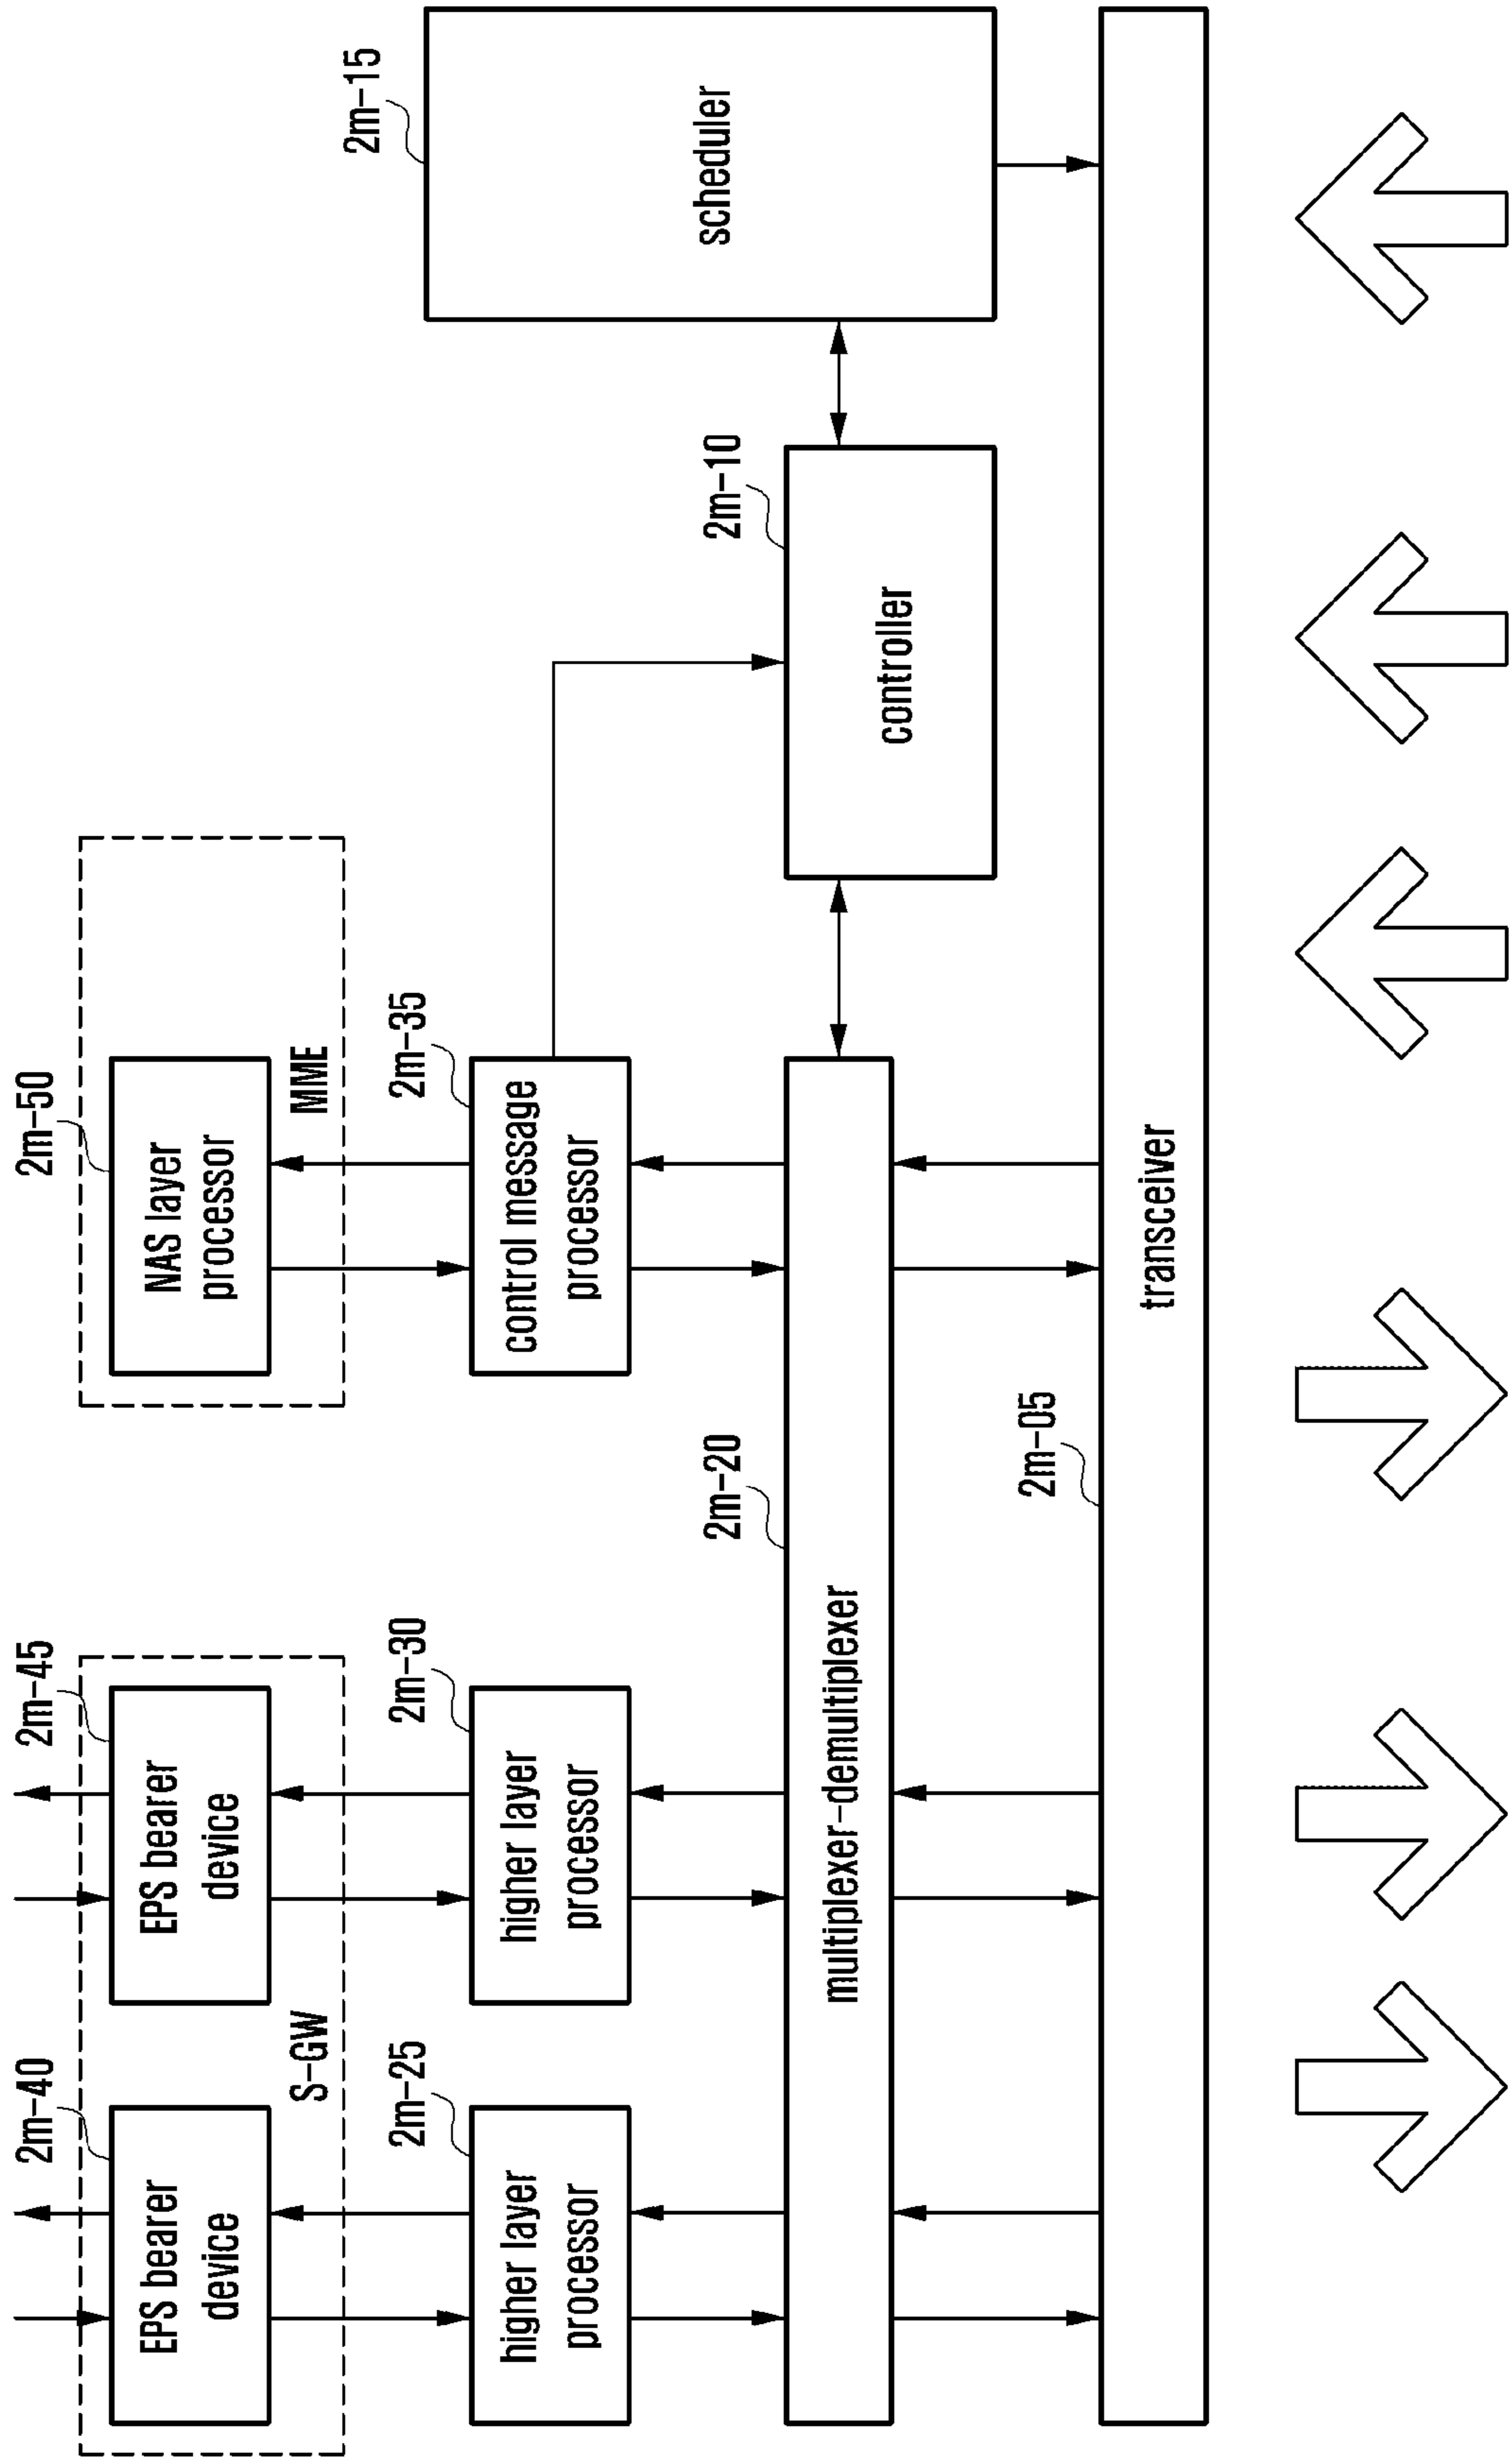 2m-40
2m-45
2m-50
EPS bearer
device
EPS bearer
device
NAS layer
processor
S-GW
MME
2m-25
2m-30
2m-35
2m-15
higher layer
processor
higher layer
processor
control message
processor
scheduler
2m-20
2m-10
multiplexer-demultiplexer
controller
2m-05
transceiver